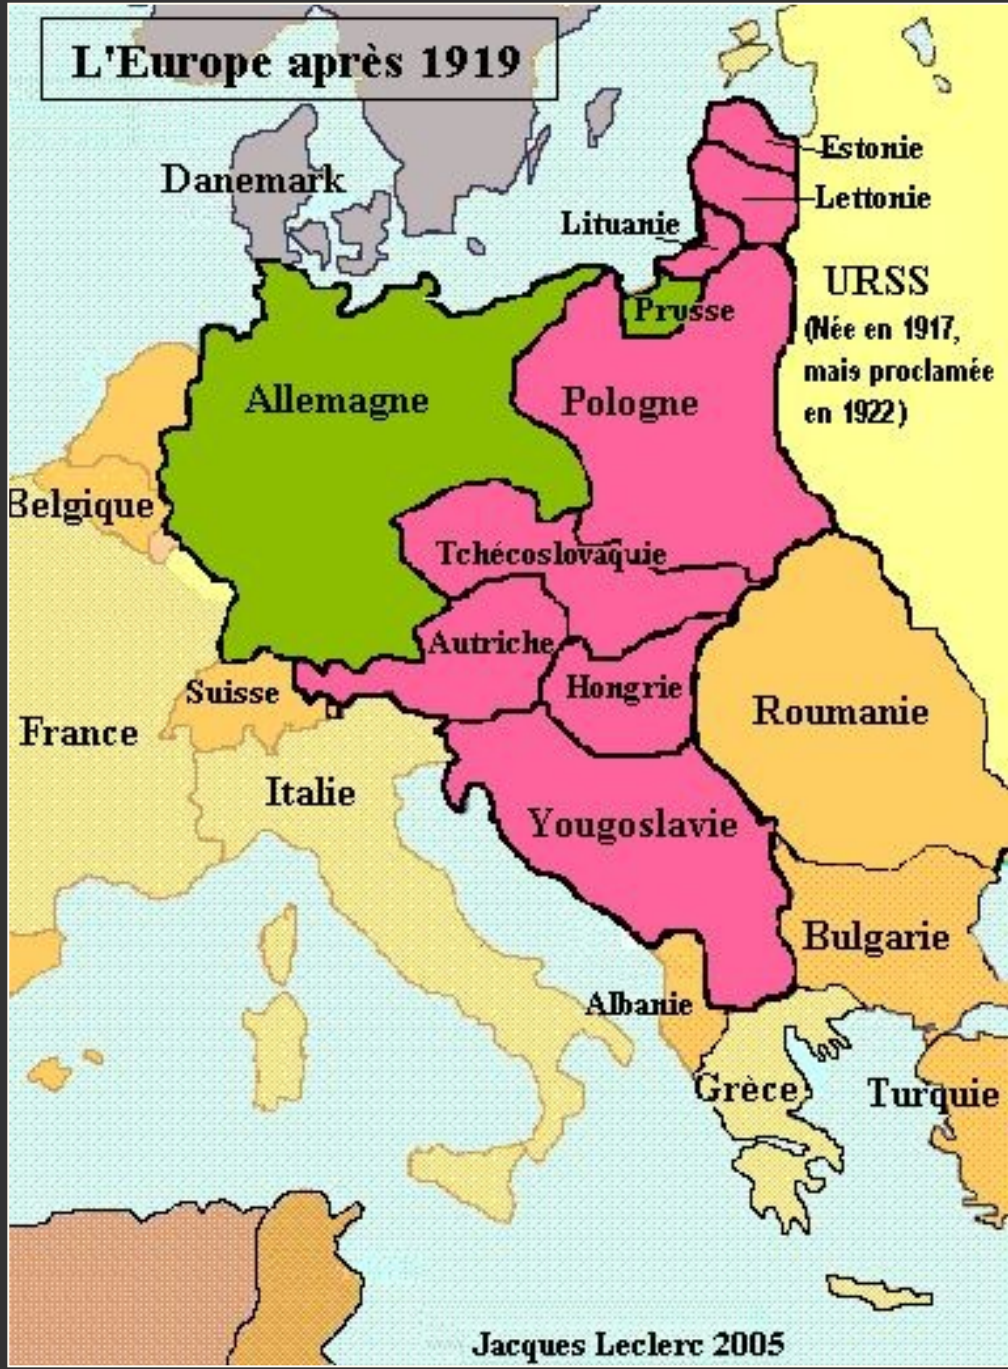 L'Europe après 1919
Danemark
Estonie
Lettonie
Lituanie
URSS
(Née en 1917,
mais proclamée
en 1922)
Prusse
Allemagne
Pologne
Belgique
Tchécoslovaquie
Autriche
Hongrie
Suisse
Roumanie
France
Italie
Yougoslavie
Bulgarie
Albanie
Grèce
Turquie
Jacques Leclerc 2005